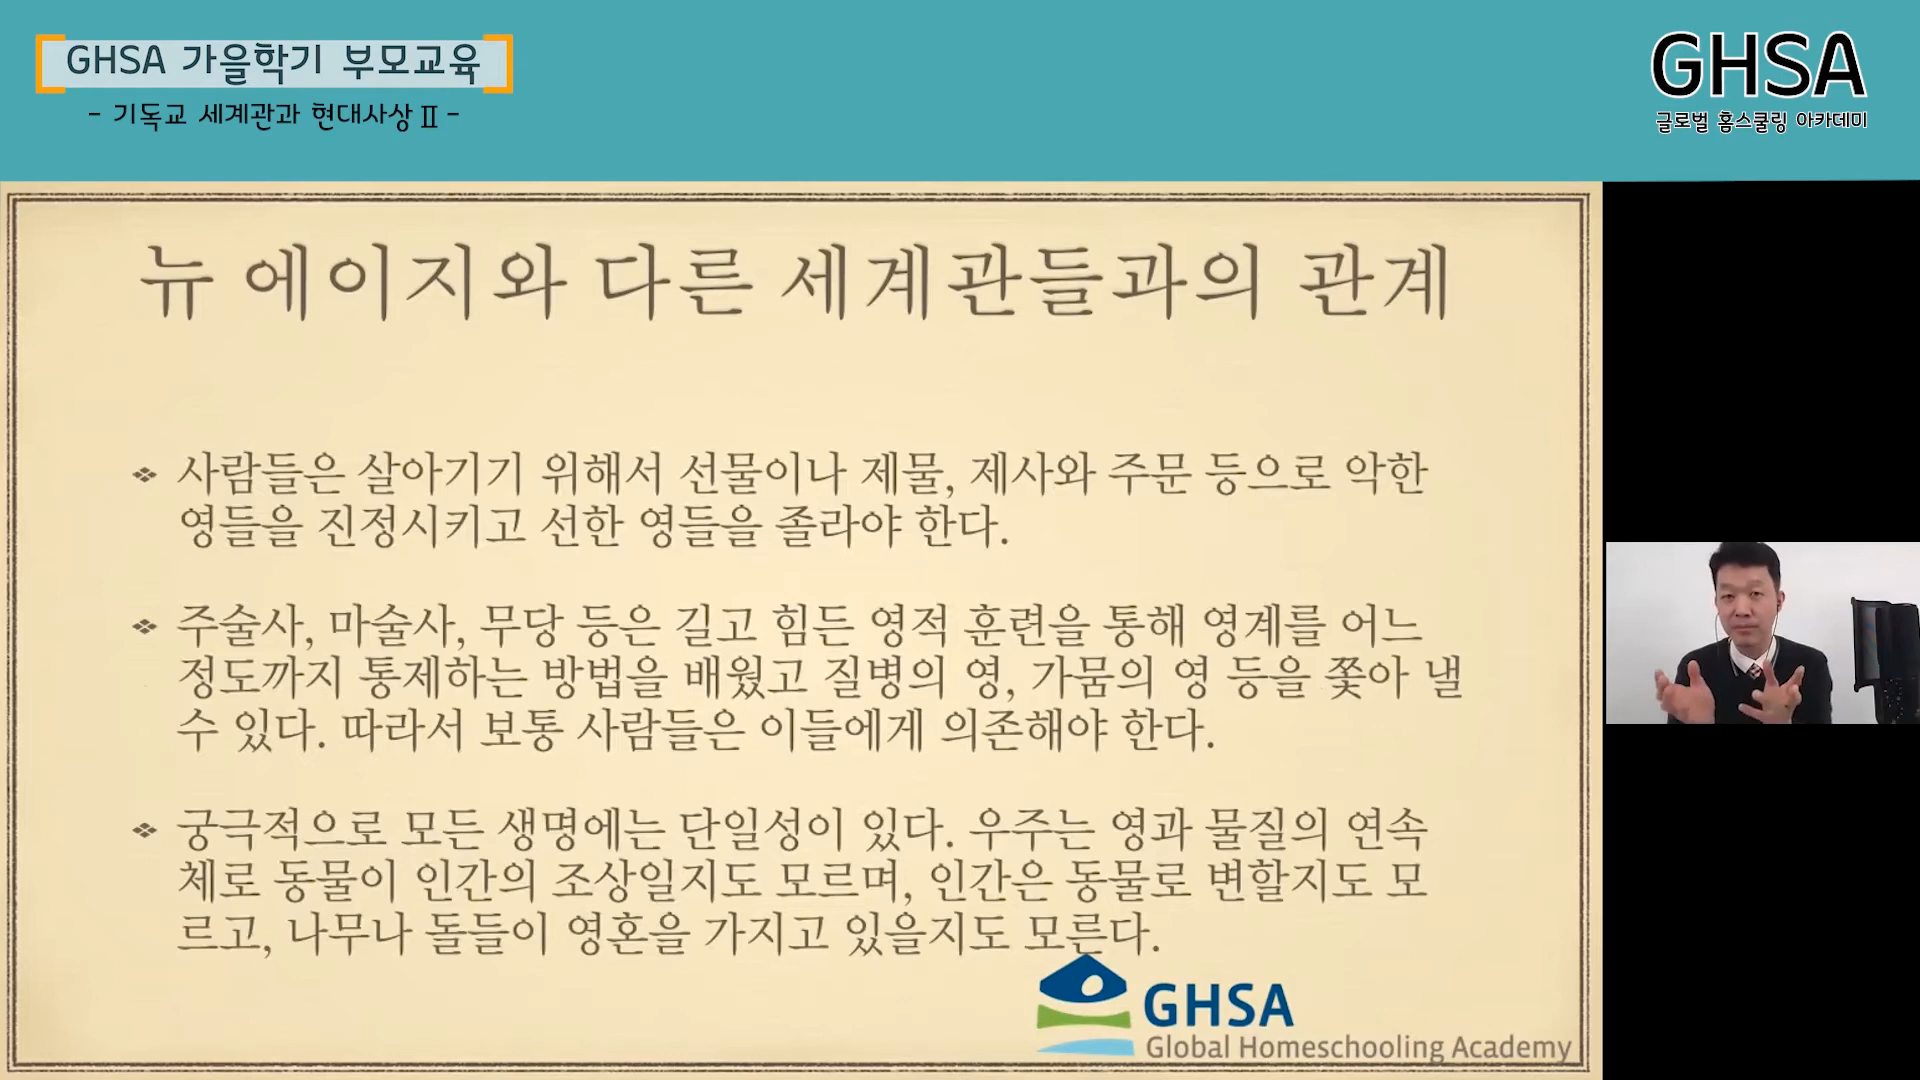 GHSA 가을학기 부모교육
- 기독교 세계관과 현대사상 Ⅱ -
GHSA
글로벌 홈스쿨링 아카데미
뉴 에이지와 다른 세계관들과의 관계
❖ 사람들은 살아기기 위해서 선물이나 제물, 제사와 주문 등으로 악한
영들을 진정시키고 선한 영들을 졸라야 한다.
❖ 주술사, 마술사, 무당 등은 길고 힘든 영적 훈련을 통해 영계를 어느
정도까지 통제하는 방법을 배웠고 질병의 영, 가뭄의 영 등을 쫓아 낼
수 있다. 따라서 보통 사람들은 이들에게 의존해야 한다.
❖ 궁극적으로 모든 생명에는 단일성이 있다. 우주는 영과 물질의 연속
체로 동물이 인간의 조상일지도 모르며, 인간은 동물로 변할지도 모
르고, 나무나 돌들이 영혼을 가지고 있을지도 모른다.
GHSA
Global Homeschooling Academy